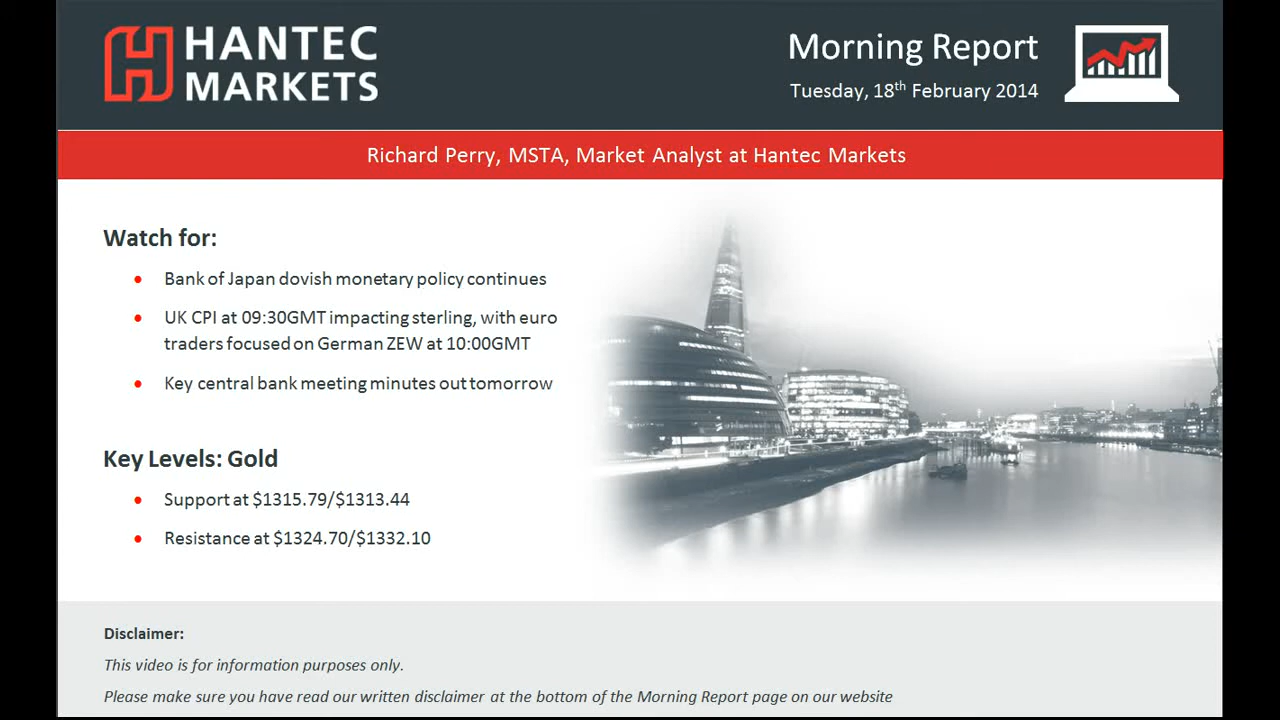 HANTEC
MARKETS
Morning Report
Tuesday, 18th February 2014
Richard Perry, MSTA, Market Analyst at Hantec Markets
Watch for:
• Bank of Japan dovish monetary policy continues
• UK CPI at 09:30GMT impacting sterling, with euro
traders focused on German ZEW at 10:00GMT
• Key central bank meeting minutes out tomorrow
Key Levels: Gold
• Support at $1315.79/$1313.44
• Resistance at $1324.70/$1332.10
Disclaimer:
This video is for information purposes only.
Please make sure you have read our written disclaimer at the bottom of the Morning Report page on our website